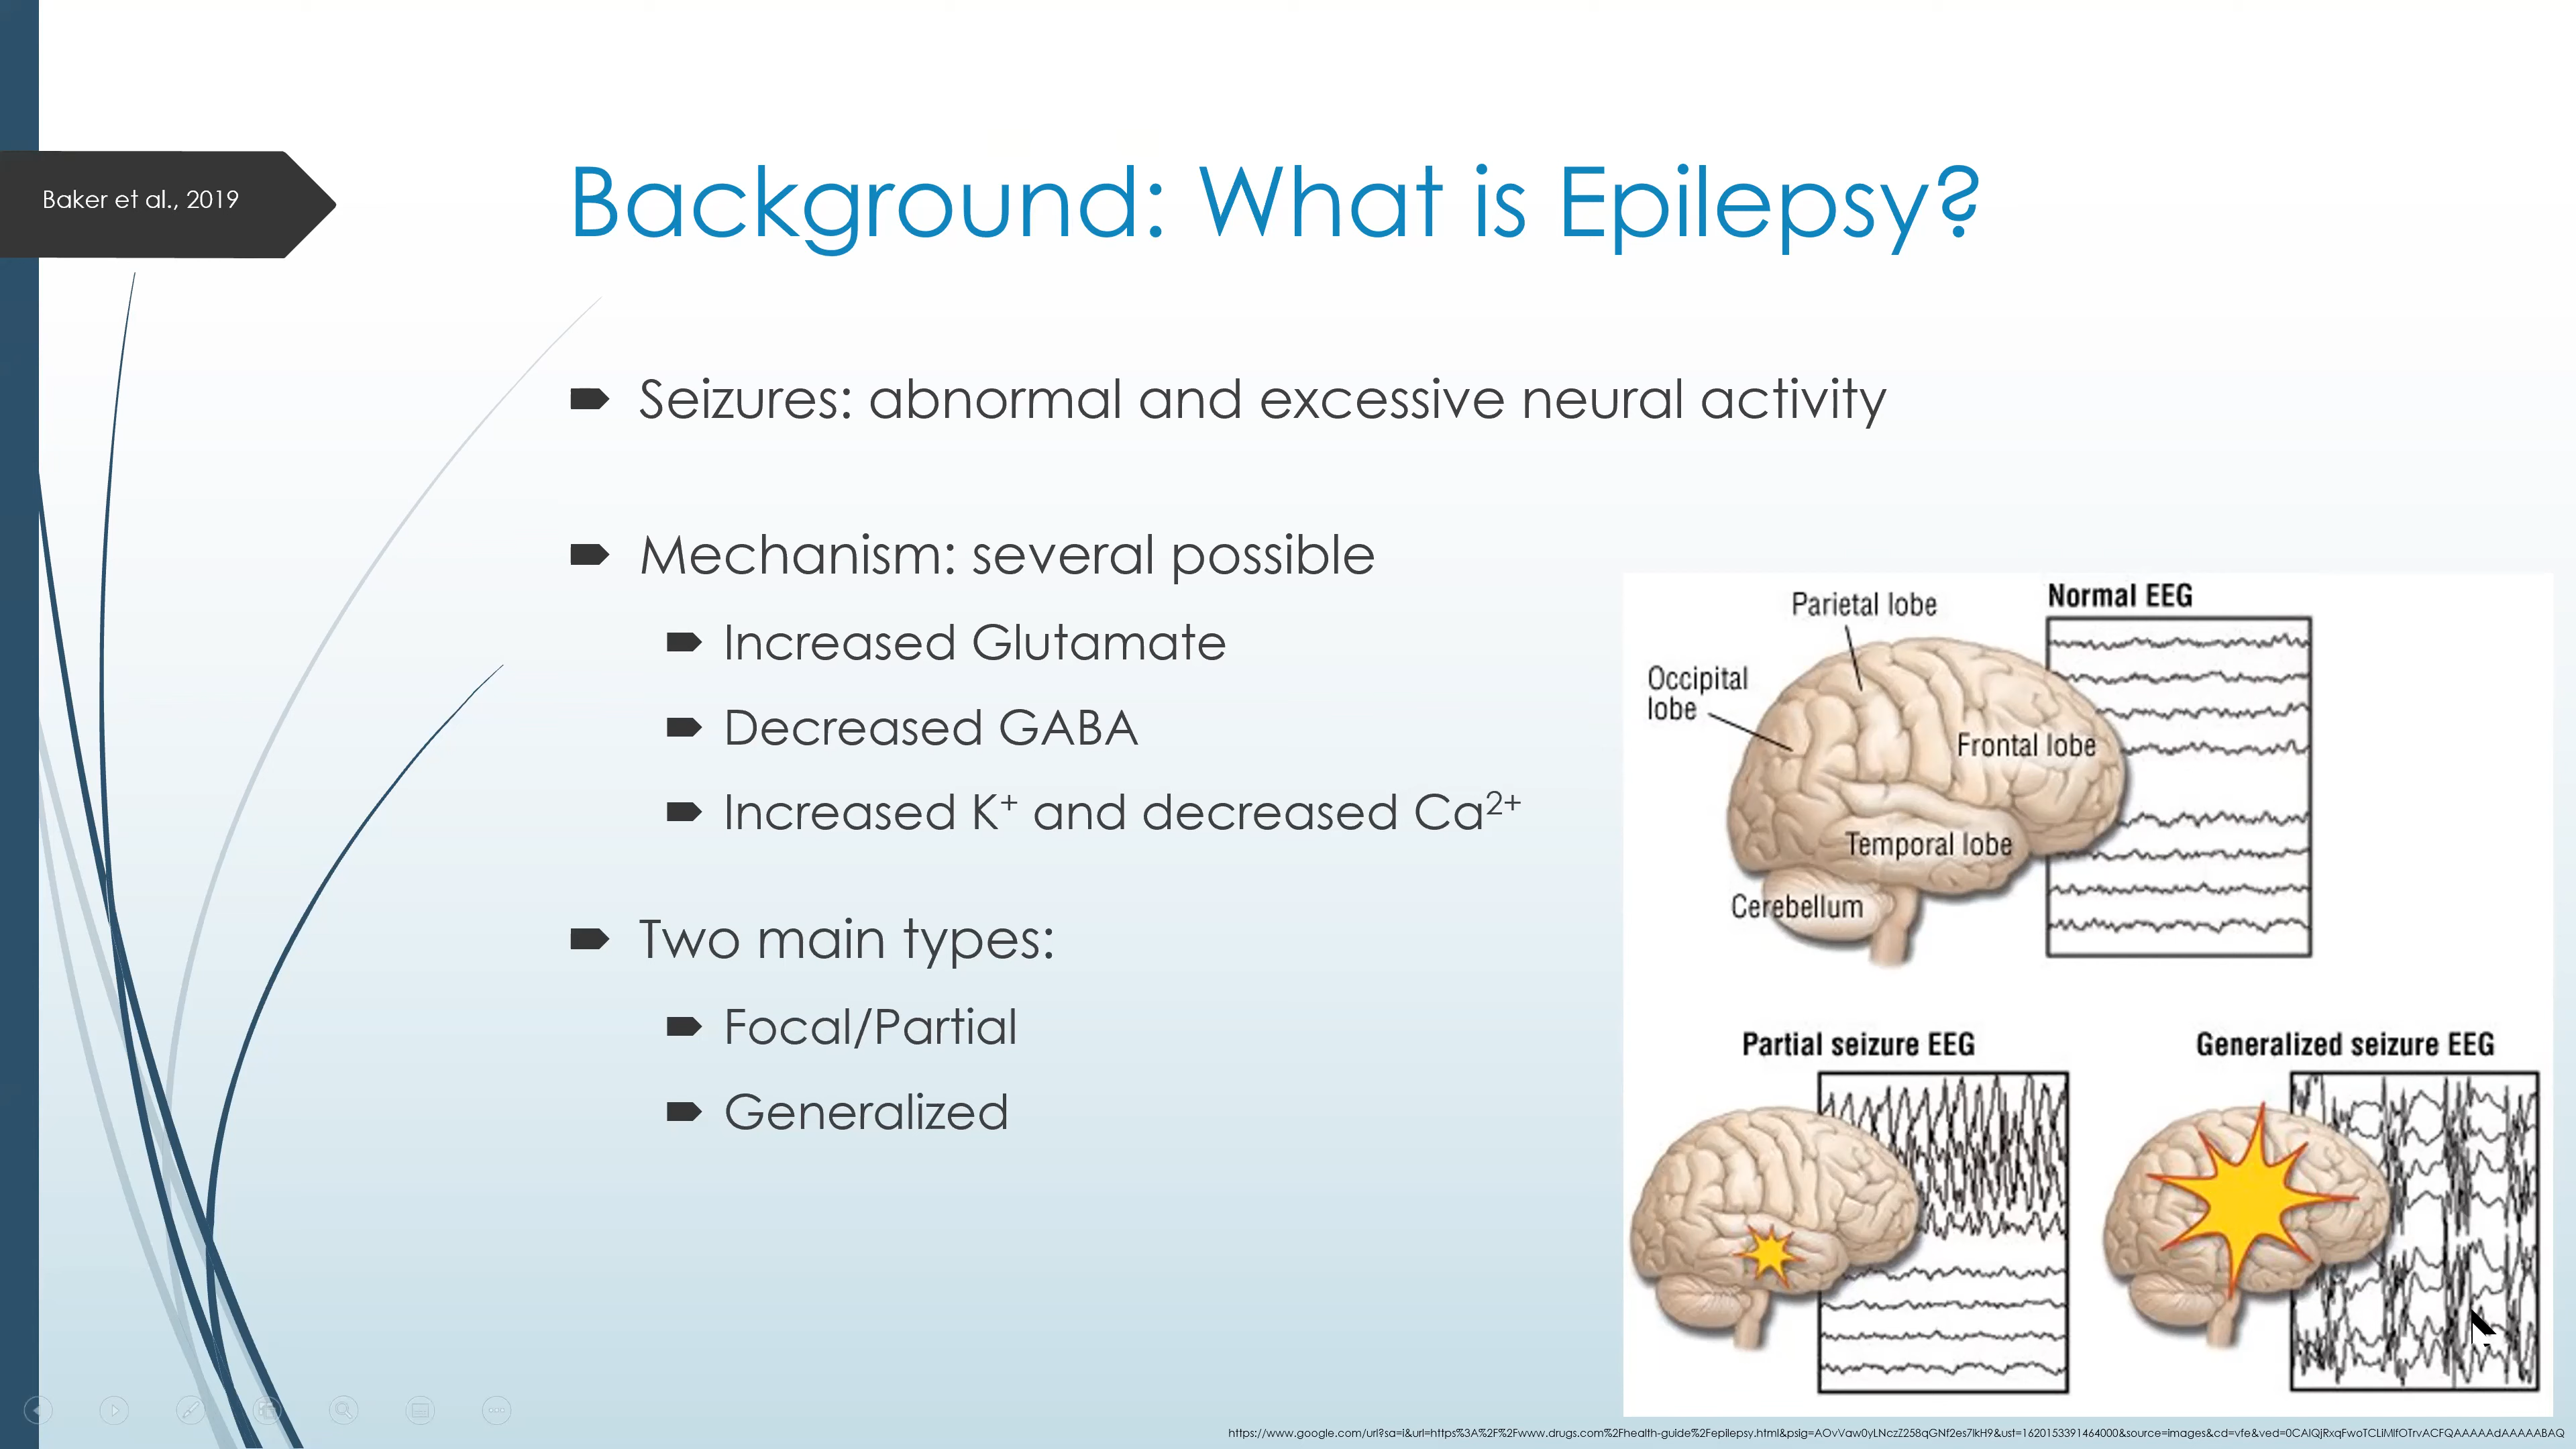 Baker et al., 2019
Background: What is Epilepsy?
Seizures: abnormal and excessive neural activity
Mechanism: several possible
Increased Glutamate
Decreased GABA
Increased K⁺ and decreased Ca²⁺
Two main types:
Focal/Partial
Generalized
Normal EEG
Parietal lobe
Occipital
lobe
Frontal lobe
Temporal lobe
Cerebellum
Partial seizure EEG
Generalized seizure EEG